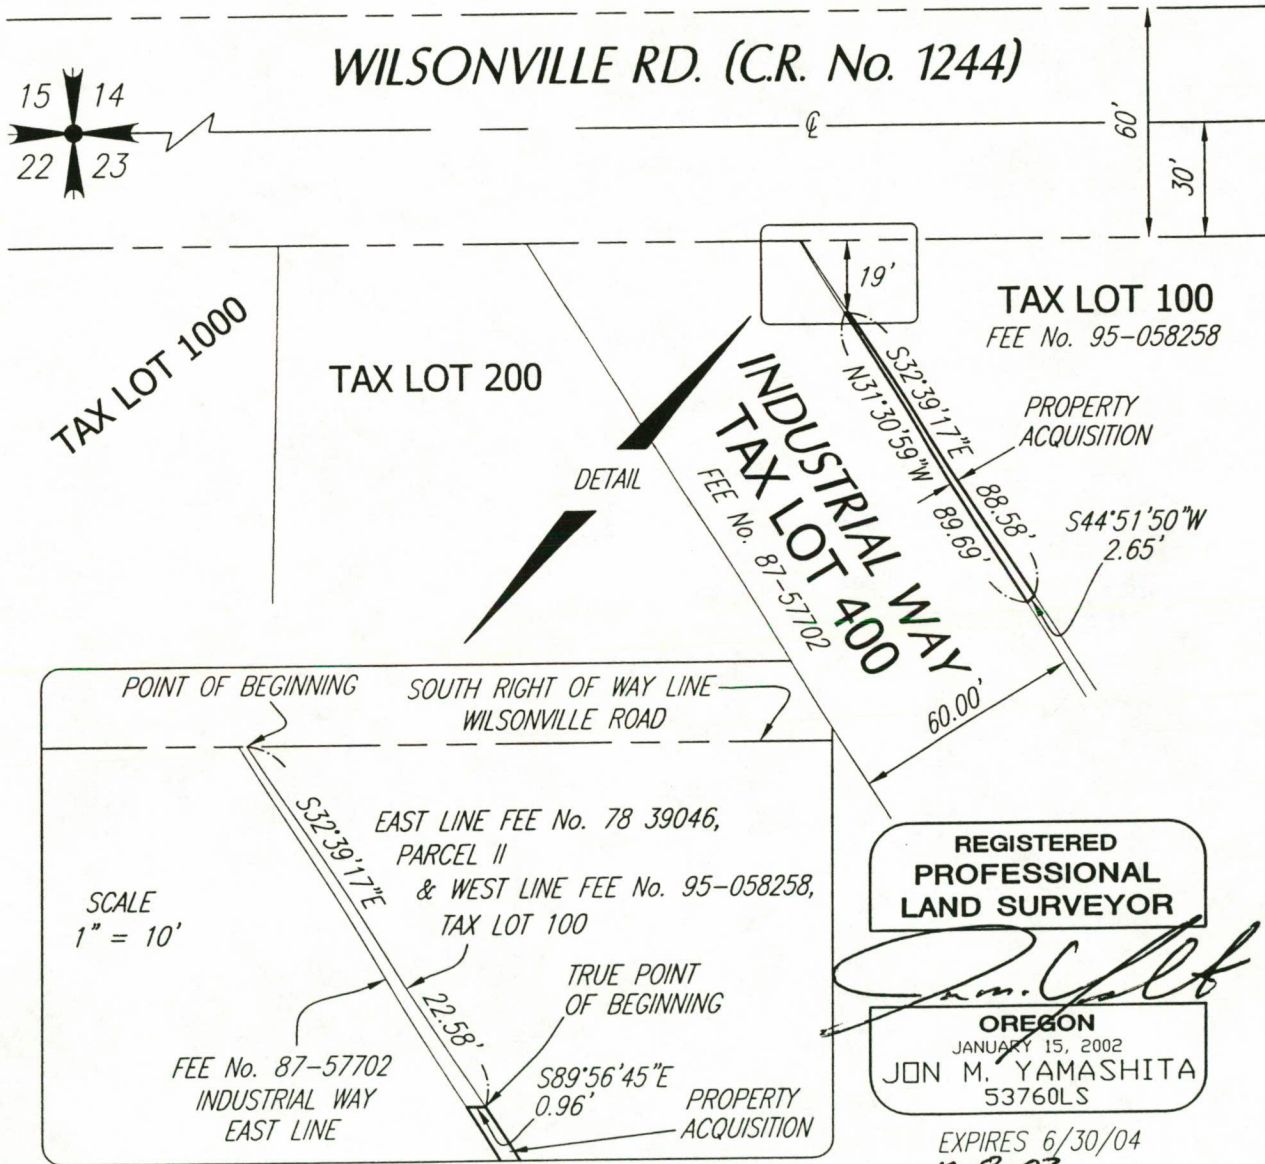 WILSONVILLE RD. (C.R. No. 1244)
15 14
22 23
℄
60'
30'
19'
TAX LOT 1000
TAX LOT 200
TAX LOT 100
FEE No. 95-058258
INDUSTRIAL WAY
TAX LOT 400
FEE No. 87-57702
S32°39'17"E
88.58'
N31°30'59"W
89.69'
PROPERTY
ACQUISITION
S44°51'50"W
2.65'
60.00'
DETAIL
POINT OF BEGINNING
SOUTH RIGHT OF WAY LINE
WILSONVILLE ROAD
S32°39'17"E
22.58'
EAST LINE FEE No. 78 39046,
PARCEL II
& WEST LINE FEE No. 95-058258,
TAX LOT 100
SCALE
1" = 10'
TRUE POINT
OF BEGINNING
FEE No. 87-57702
INDUSTRIAL WAY
EAST LINE
S89°56'45"E
0.96'
PROPERTY
ACQUISITION
REGISTERED
PROFESSIONAL
LAND SURVEYOR
OREGON
JANUARY 15, 2002
JON M. YAMASHITA
53760LS
EXPIRES 6/30/04